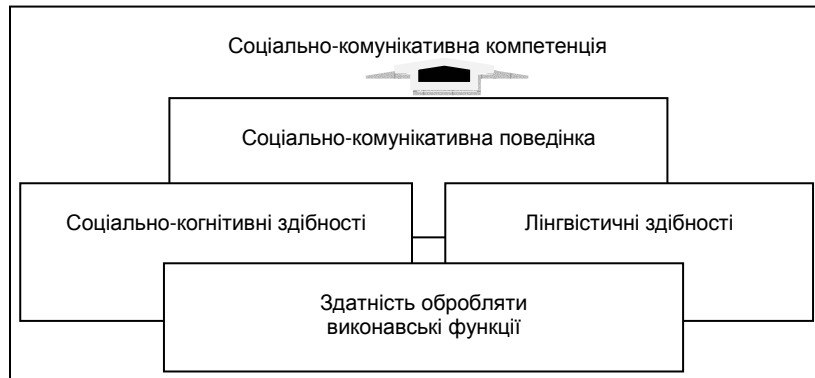 Соціально-комунікативна компетенція
Соціально-комунікативна поведінка
Соціально-когнітивні здібності
Лінгвістичні здібності
Здатність обробляти
виконавські функції